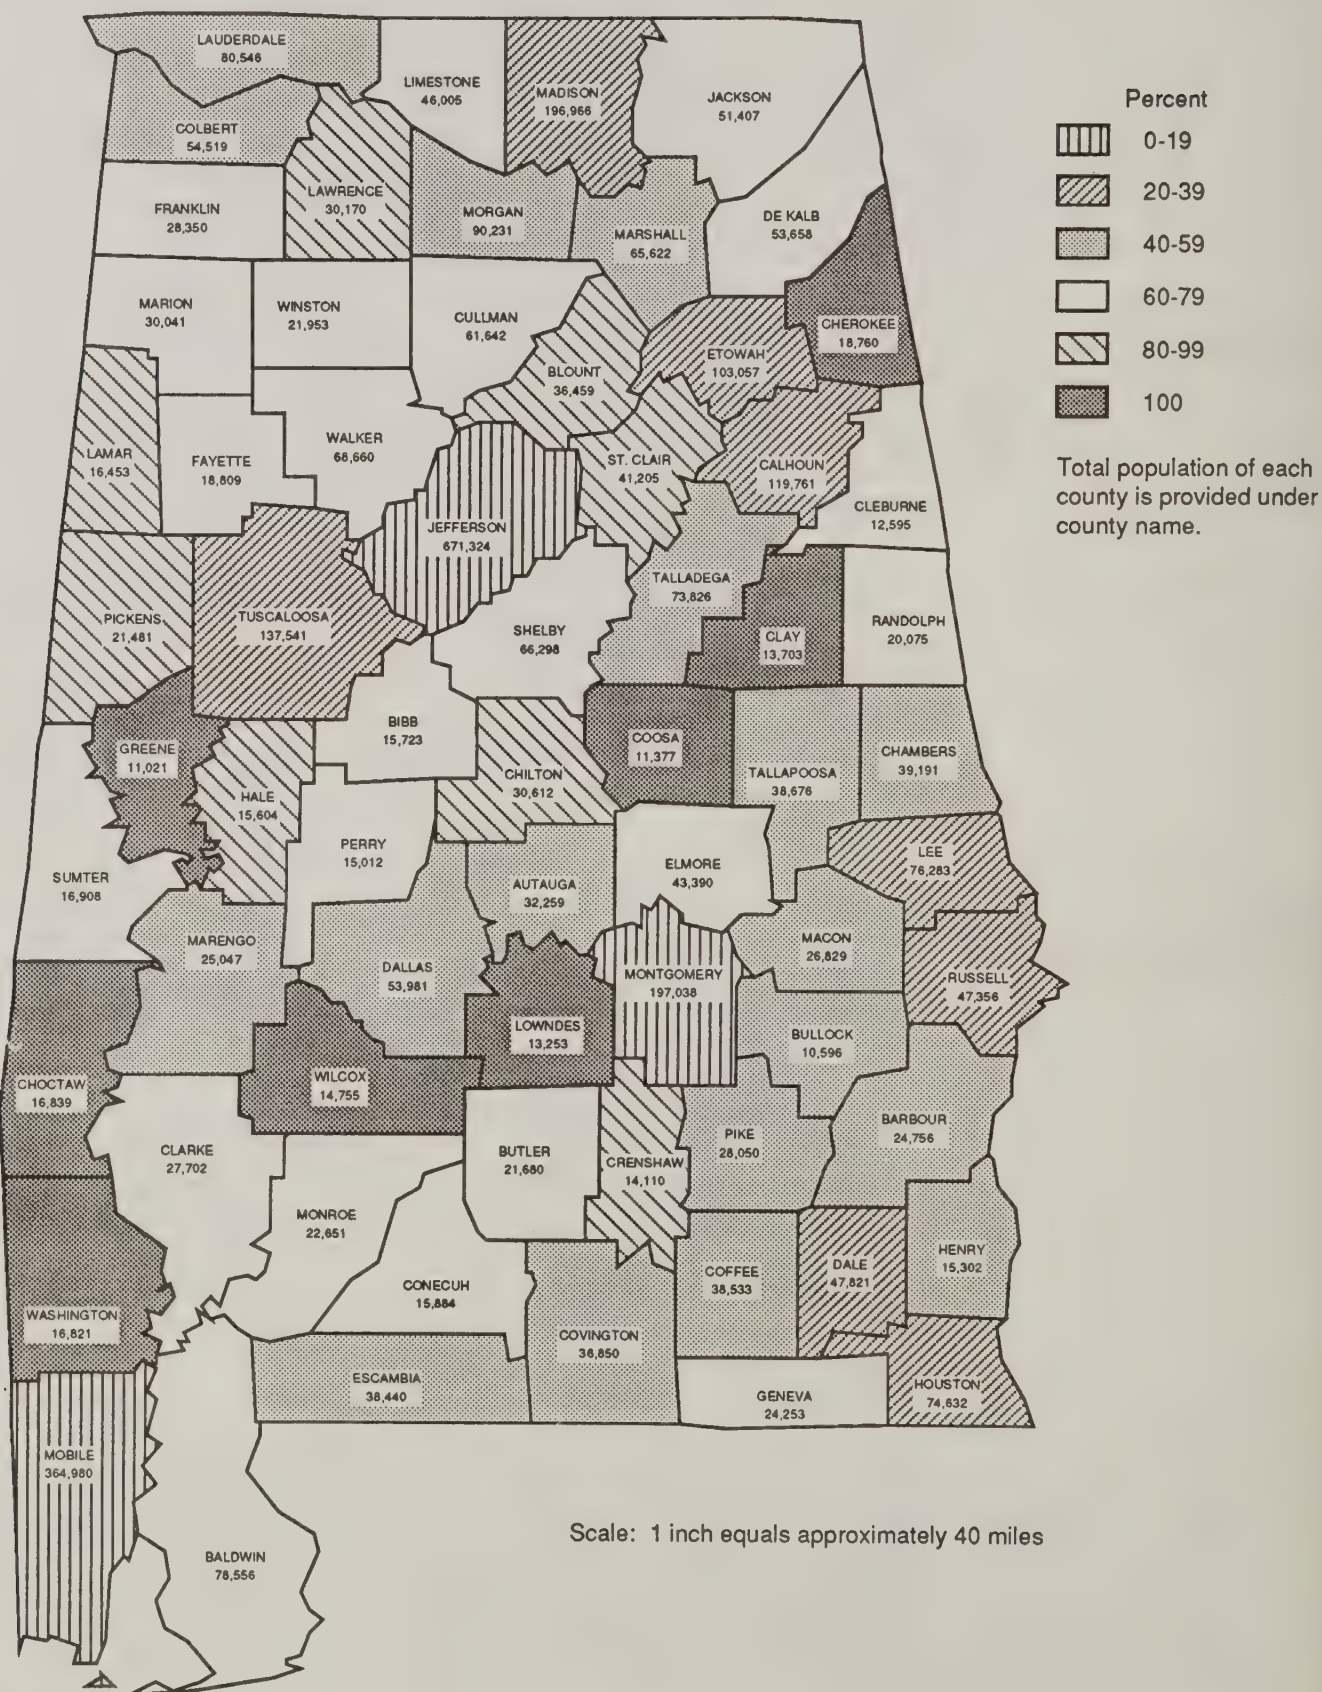 LAUDERDALE
80,546
LIMESTONE
46,005
MADISON
196,966
JACKSON
51,407
COLBERT
54,519
LAWRENCE
30,170
FRANKLIN
28,350
MORGAN
90,231
MARSHALL
65,622
DE KALB
53,658
MARION
30,041
WINSTON
21,953
CULLMAN
61,642
CHEROKEE
18,760
ETOWAH
103,057
BLOUNT
36,459
LAMAR
16,453
FAYETTE
18,809
WALKER
68,660
ST. CLAIR
41,205
CALHOUN
119,761
CLEBURNE
12,595
JEFFERSON
671,324
TALLADEGA
73,826
PICKENS
21,481
TUSCALOOSA
137,541
SHELBY
66,298
CLAY
13,703
RANDOLPH
20,075
GREENE
11,021
BIBB
15,723
COOSA
11,377
TALLAPOOSA
38,676
CHAMBERS
39,191
HALE
15,604
CHILTON
30,612
PERRY
15,012
ELMORE
43,390
LEE
76,283
SUMTER
16,908
AUTAUGA
32,259
MARENGO
25,047
DALLAS
53,981
MONTGOMERY
197,038
MACON
26,829
RUSSELL
47,356
LOWNDES
13,253
BULLOCK
10,596
CHOCTAW
16,839
WILCOX
14,755
CLARKE
27,702
BUTLER
21,680
CRENSHAW
14,110
PIKE
28,050
BARBOUR
24,756
MONROE
22,651
CONECUH
15,884
COFFEE
38,533
DALE
47,821
HENRY
15,302
WASHINGTON
16,821
COVINGTON
36,850
ESCAMBIA
38,440
GENEVA
24,253
HOUSTON
74,632
MOBILE
364,980
BALDWIN
78,556
Percent
0-19
20-39
40-59
60-79
80-99
100
Total population of each
county is provided under
county name.
Scale: 1 inch equals approximately 40 miles